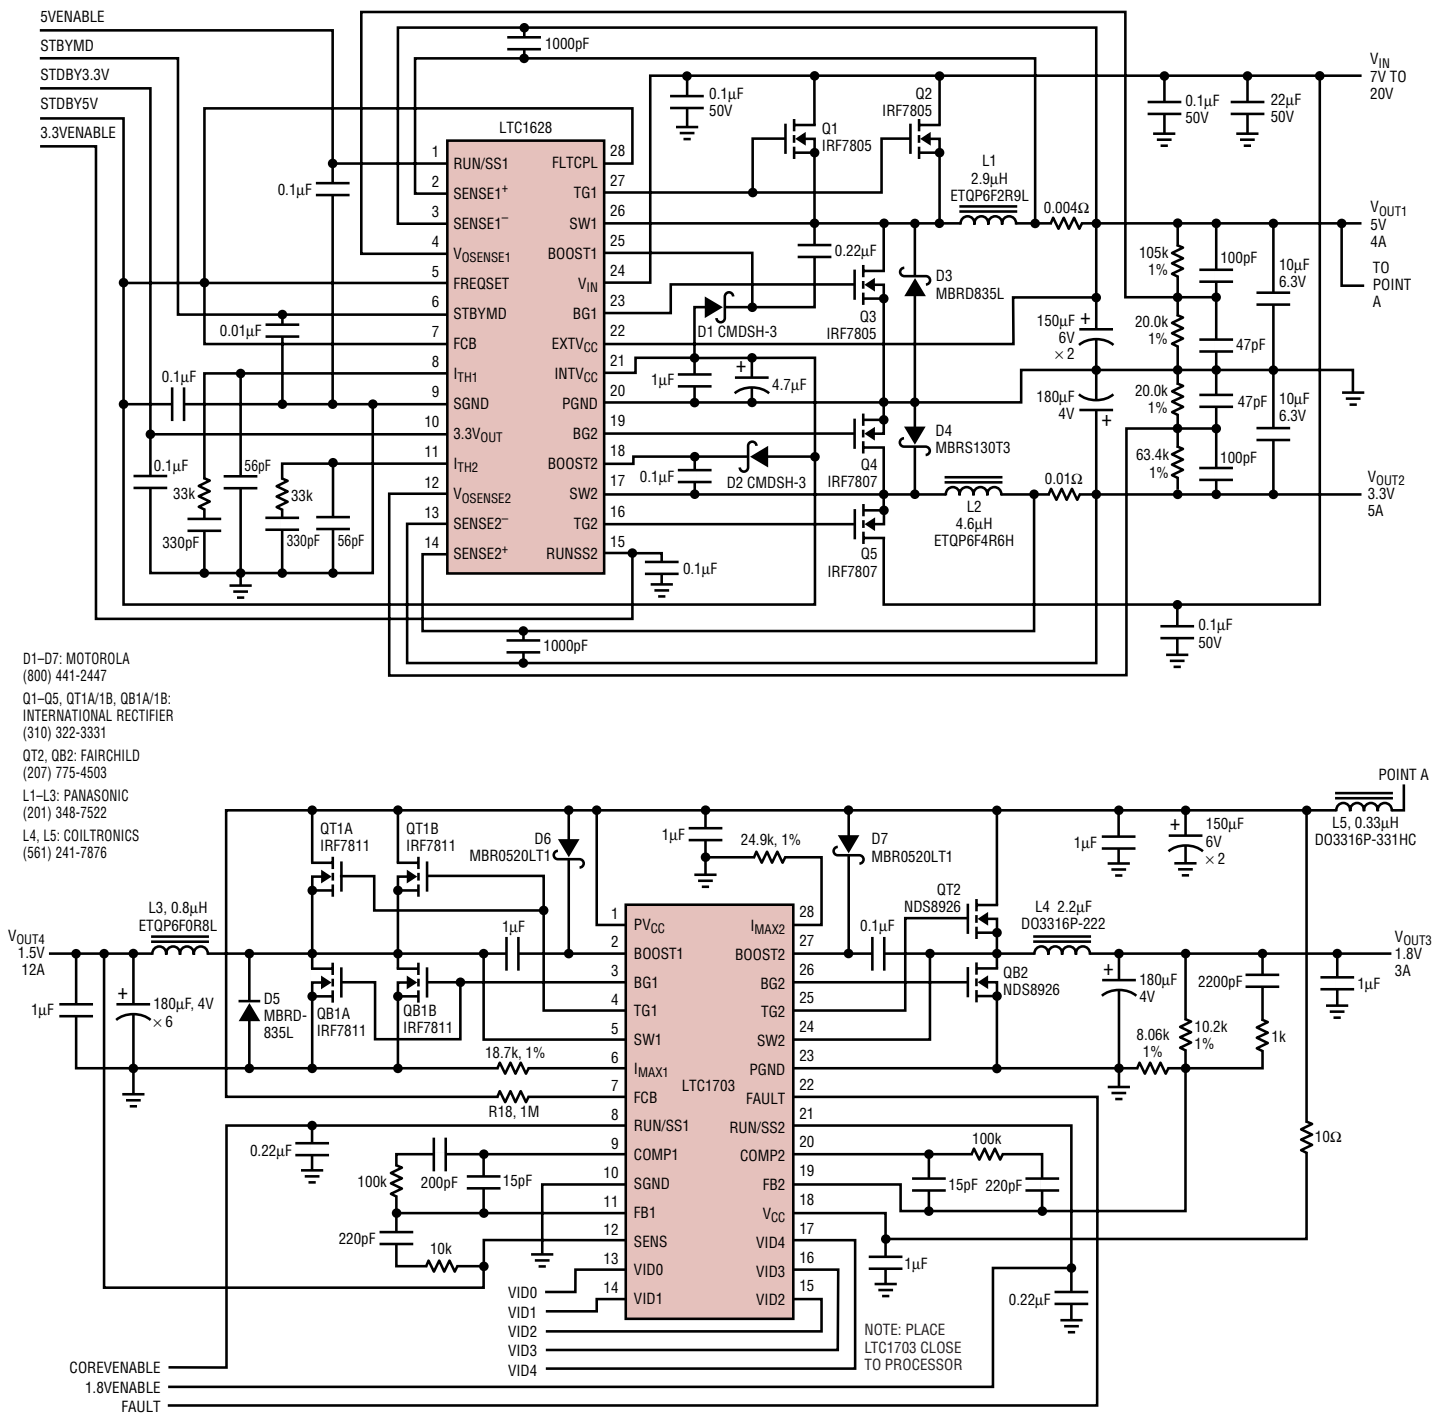 5VENABLE
STBYMD
STDBY3.3V
STDBY5V
3.3VENABLE
1000pF
0.1µF
50V
Q1
IRF7805
Q2
IRF7805
0.1µF
50V
22µF
50V
VIN
7V TO
20V
LTC1628
1
RUN/SS1
2
SENSE1+
3
SENSE1–
4
VOSENSE1
5
FREQSET
6
STBYMD
7
FCB
8
ITH1
9
SGND
10
3.3VOUT
11
ITH2
12
VOSENSE2
13
SENSE2–
14
SENSE2+
28
FLTCPL
27
TG1
26
SW1
25
BOOST1
24
VIN
23
BG1
22
EXTVCC
21
INTVCC
20
PGND
19
BG2
18
BOOST2
17
SW2
16
TG2
15
RUNSS2
0.1µF
0.01µF
0.1µF
0.1µF
33k
330pF
56pF
33k
330pF
56pF
L1
2.9µH
ETQP6F2R9L
0.004Ω
VOUT1
5V
4A
TO
POINT
A
0.22µF
D1 CMDSH-3
Q3
IRF7805
D3
MBRD835L
105k
1%
100pF
10µF
6.3V
20.0k
1%
47pF
150µF
6V
× 2
1µF
4.7µF
180µF
4V
20.0k
1%
47pF
10µF
6.3V
63.4k
1%
100pF
0.1µF
D2 CMDSH-3
Q4
IRF7807
D4
MBRS130T3
0.01Ω
L2
4.6µH
ETQP6F4R6H
VOUT2
3.3V
5A
Q5
IRF7807
0.1µF
0.1µF
50V
1000pF
D1–D7: MOTOROLA
(800) 441-2447
Q1–Q5, QT1A/1B, QB1A/1B:
INTERNATIONAL RECTIFIER
(310) 322-3331
QT2, QB2: FAIRCHILD
(207) 775-4503
L1–L3: PANASONIC
(201) 348-7522
L4, L5: COILTRONICS
(561) 241-7876
POINT A
L5, 0.33µH
DO3316P-331HC
QT1A
IRF7811
QT1B
IRF7811
D6
MBR0520LT1
1µF
24.9k, 1%
D7
MBR0520LT1
1µF
150µF
6V
× 2
QT2
NDS8926
L4 2.2µF
DO3316P-222
VOUT3
1.8V
3A
L3, 0.8µH
ETQP6F0R8L
VOUT4
1.5V
12A
1µF
0.1µF
1µF
180µF, 4V
× 6
D5
MBRD-
835L
QB1A
IRF7811
QB1B
IRF7811
18.7k, 1%
R18, 1M
QB2
NDS8926
180µF
4V
2200pF
1µF
8.06k
1%
10.2k
1%
1k
10Ω
LTC1703
1
PVCC
2
BOOST1
3
BG1
4
TG1
5
SW1
6
IMAX1
7
FCB
8
RUN/SS1
9
COMP1
10
SGND
11
FB1
12
SENS
13
VID0
14
VID1
28
IMAX2
27
BOOST2
26
BG2
25
TG2
24
SW2
23
PGND
22
FAULT
21
RUN/SS2
20
COMP2
19
FB2
18
VCC
17
VID4
16
VID3
15
VID2
0.22µF
100k
200pF
15pF
220pF
10k
100k
15pF
220pF
1µF
0.22µF
VID0
VID1
VID2
VID3
VID4
NOTE: PLACE
LTC1703 CLOSE
TO PROCESSOR
COREVENABLE
1.8VENABLE
FAULT